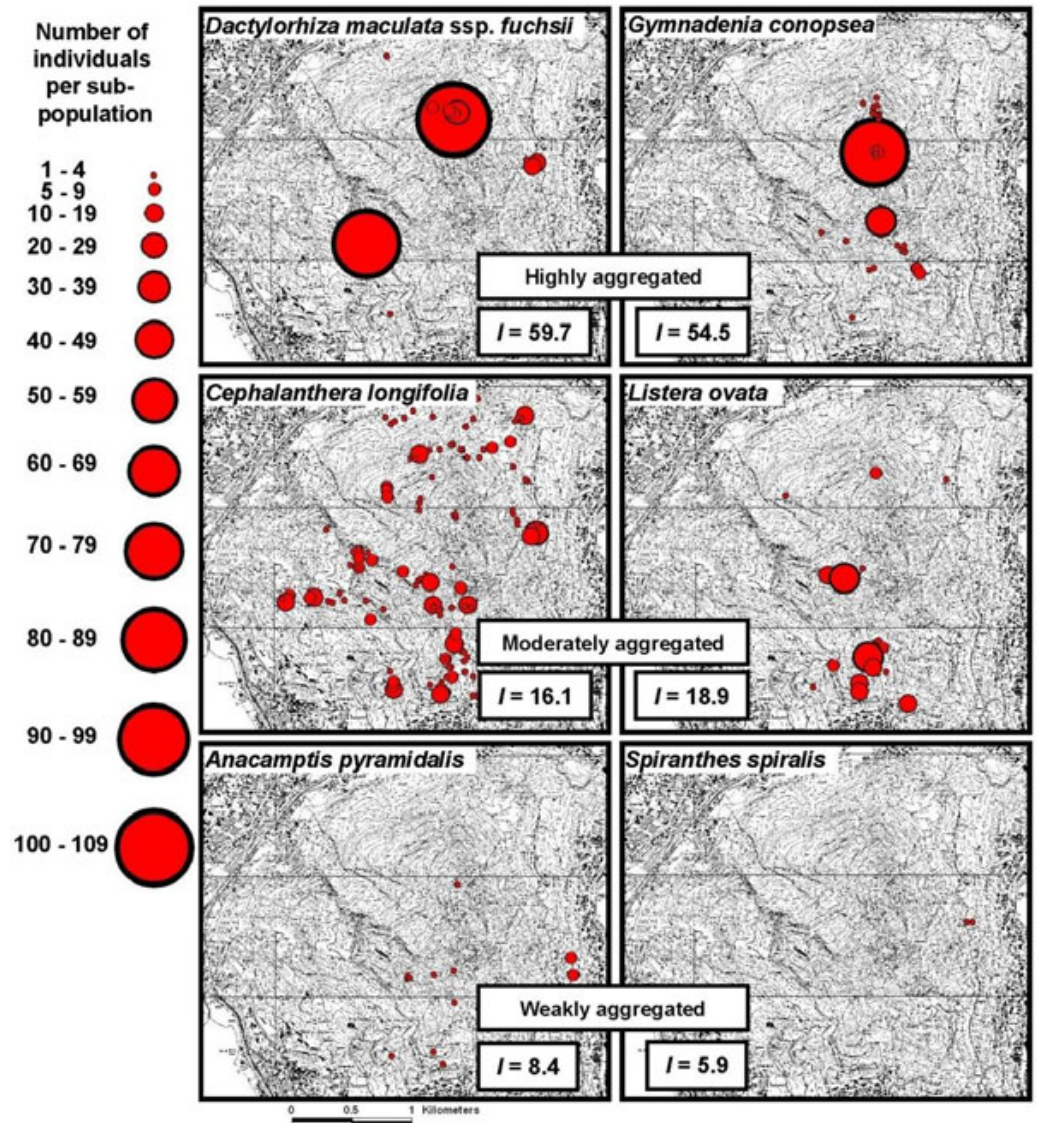 Number of
individuals
per sub-
population
1 - 4
5 - 9
10 - 19
20 - 29
30 - 39
40 - 49
50 - 59
60 - 69
70 - 79
80 - 89
90 - 99
100 - 109
Dactylorhiza maculata ssp. fuchsii
Gymnadenia conopsea
Highly aggregated
I = 59.7
I = 54.5
Cephalanthera longifolia
Listera ovata
Moderately aggregated
I = 16.1
I = 18.9
Anacamptis pyramidalis
Spiranthes spiralis
Weakly aggregated
I = 8.4
I = 5.9
0 0.5 1 Kilometers